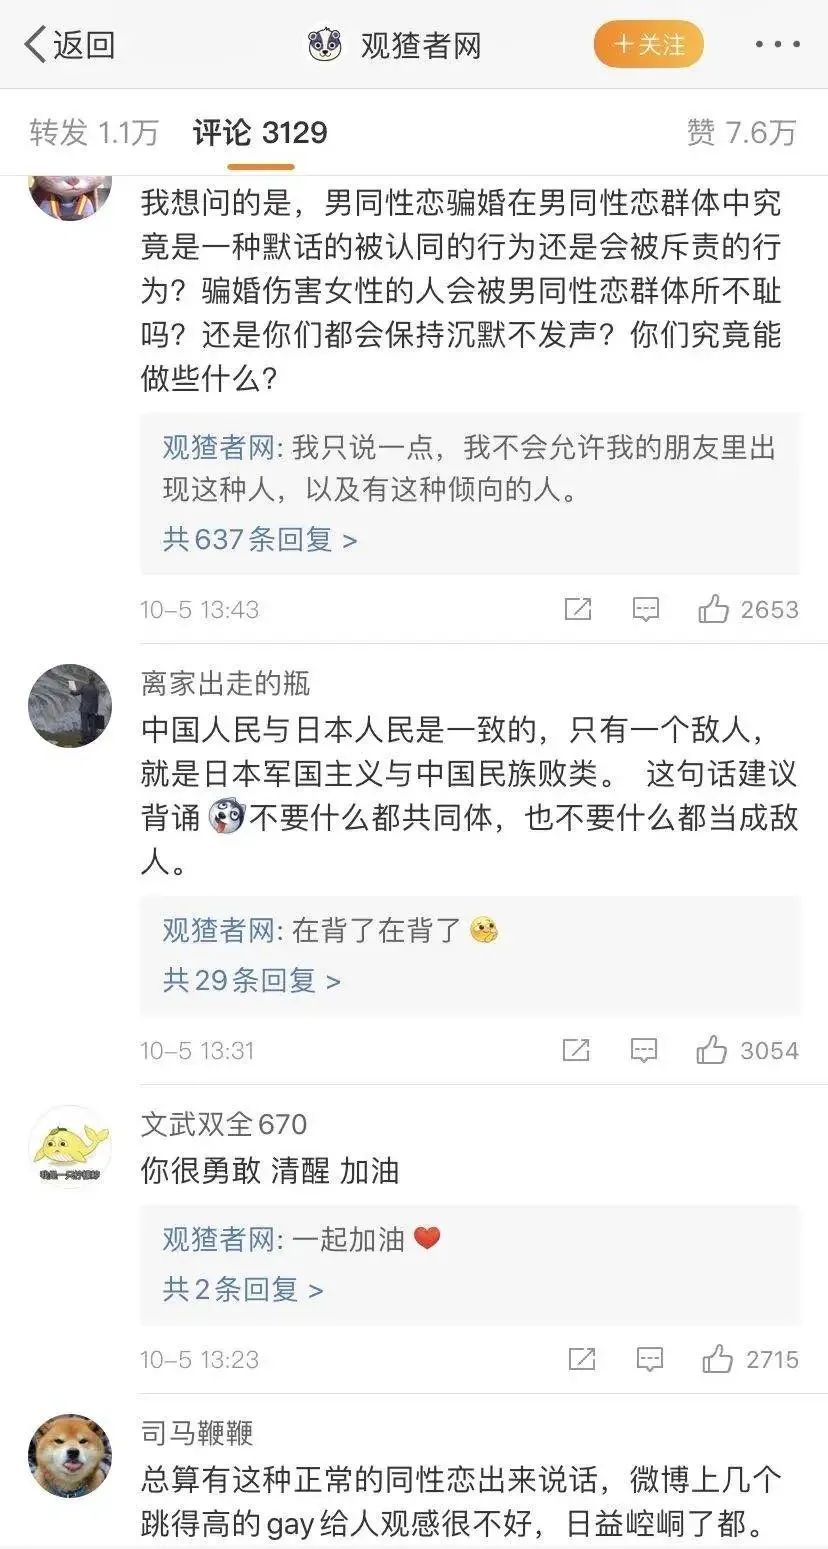 返回
观猹者网
+关注
转发 1.1万
评论 3129
赞 7.6万
我想问的是，男同性恋骗婚在男同性恋群体中究
竟是一种默话的被认同的行为还是会被斥责的行
为？骗婚伤害女性的人会被男同性恋群体所不耻
吗？还是你们都会保持沉默不发声？你们究竟能
做些什么？
观猹者网: 我只说一点，我不会允许我的朋友里出
现这种人，以及有这种倾向的人。
共637条回复 >
10-5 13:43
2653
离家出走的瓶
中国人民与日本人民是一致的，只有一个敌人，
就是日本军国主义与中国民族败类。 这句话建议
背诵 不要什么都共同体，也不要什么都当成敌
人。
观猹者网: 在背了在背了
共29条回复 >
10-5 13:31
3054
文武双全670
你很勇敢 清醒 加油
观猹者网: 一起加油
共2条回复 >
10-5 13:23
2715
司马鞭鞭
总算有这种正常的同性恋出来说话，微博上几个
跳得高的gay给人观感很不好，日益崆峒了都。